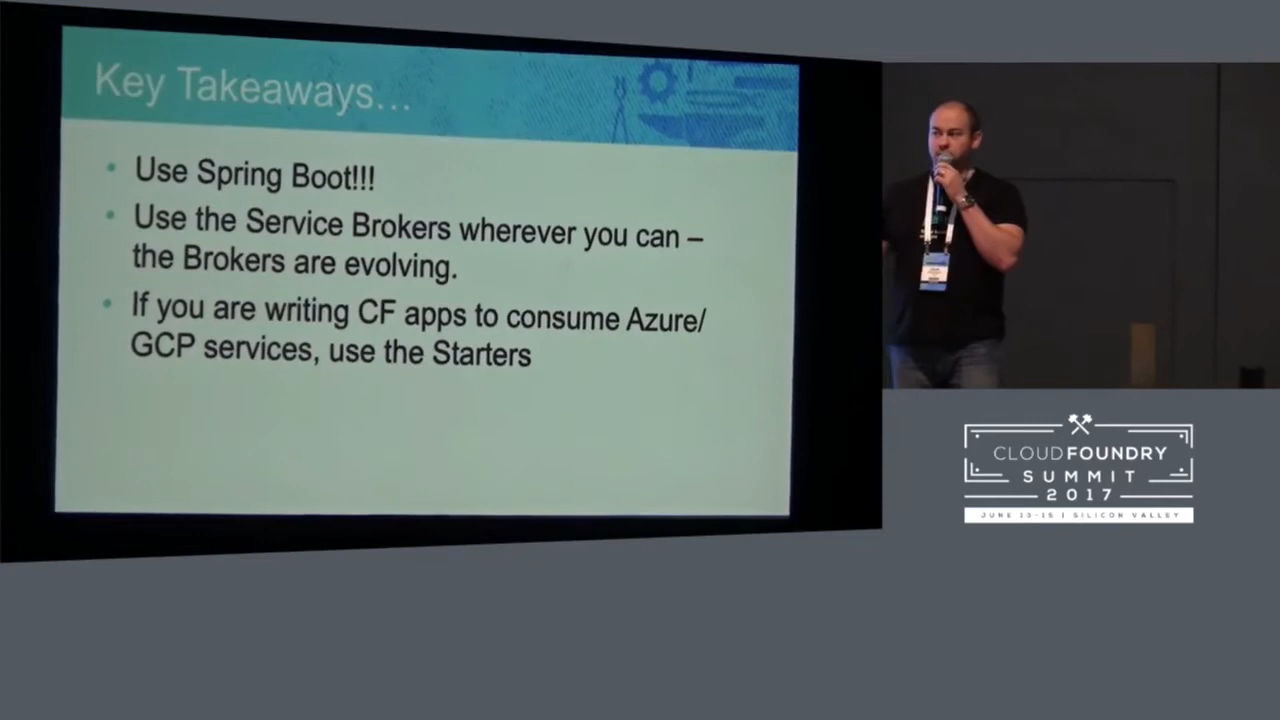 Key Takeaways...
Use Spring Boot!!!
Use the Service Brokers wherever you can –
the Brokers are evolving.
If you are writing CF apps to consume Azure/
GCP services, use the Starters
CLOUDFOUNDRY
SUMMIT
2017
JUNE 13-15 | SILICON VALLEY